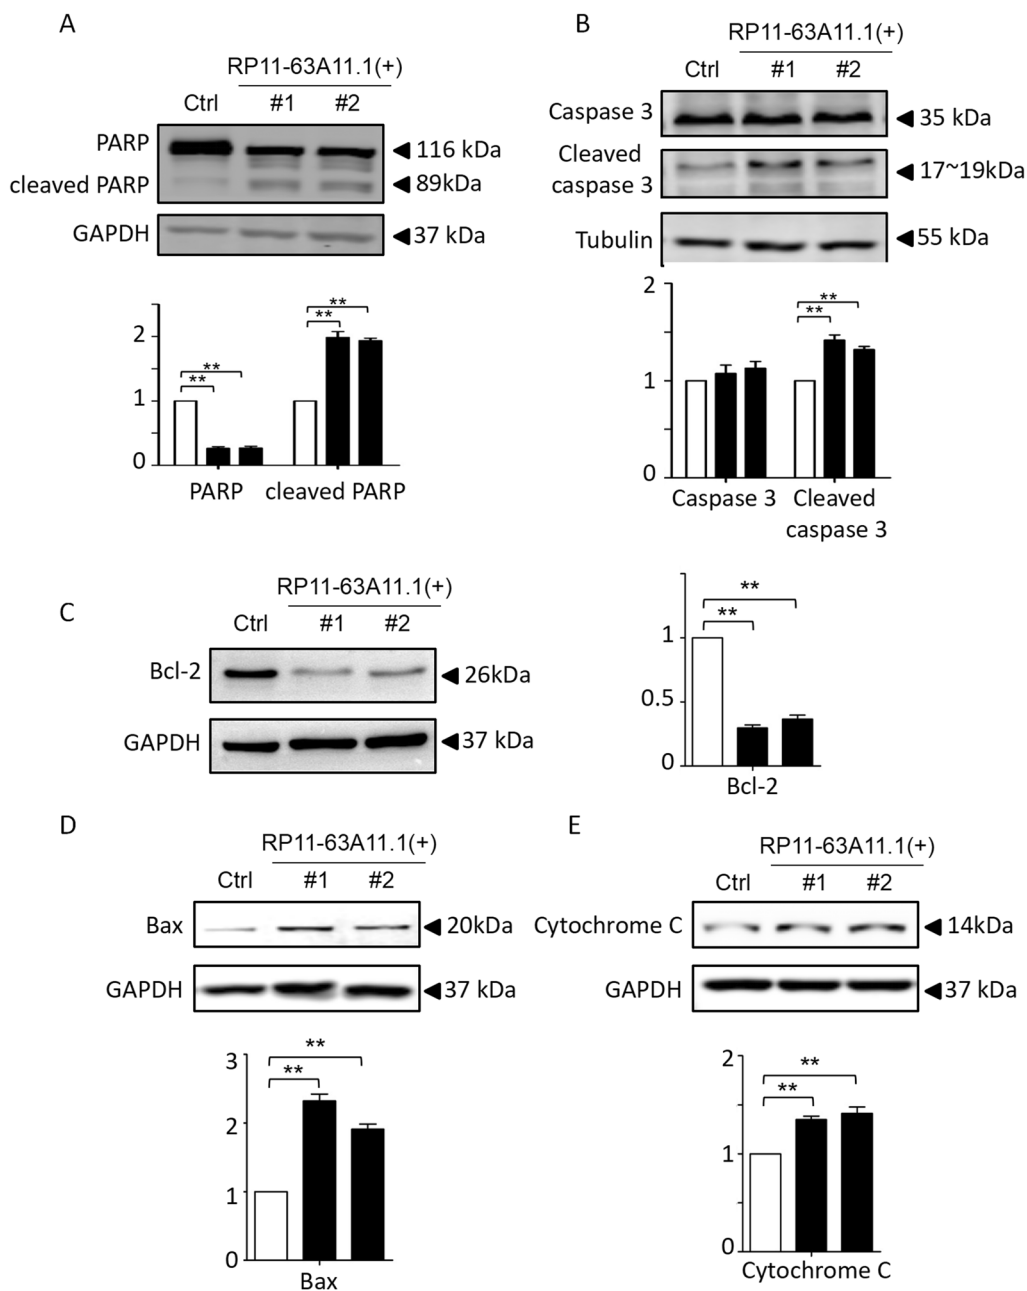 A
RP11-63A11.1(+)
Ctrl #1 #2
PARP 116 kDa
cleaved PARP 89kDa
GAPDH 37 kDa
** **
** **
2
1
0
PARP cleaved PARP
B
RP11-63A11.1(+)
Ctrl #1 #2
Caspase 3 35 kDa
Cleaved
caspase 3 17~19kDa
Tubulin 55 kDa
2
**
**
1
0
Caspase 3 Cleaved
caspase 3
C
RP11-63A11.1(+)
Ctrl #1 #2
Bcl-2 26kDa
GAPDH 37 kDa
**
**
1
0.5
0
Bcl-2
D
RP11-63A11.1(+)
Ctrl #1 #2
Bax 20kDa
GAPDH 37 kDa
3
**
**
2
1
0
Bax
E
RP11-63A11.1(+)
Ctrl #1 #2
Cytochrome C 14kDa
GAPDH 37 kDa
2
**
**
1
0
Cytochrome C